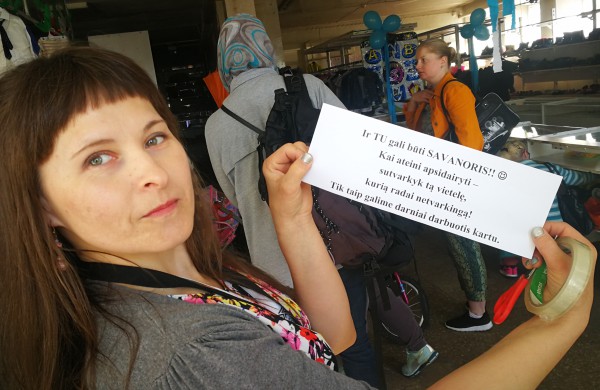 Ir TU gali būti SAVANORIS!! ☺
Kai ateini apsidairyti –
sutvarkyk tą vietelę,
kurią radai netvarkingą!
Tik taip galime darniai darbuotis kartu.